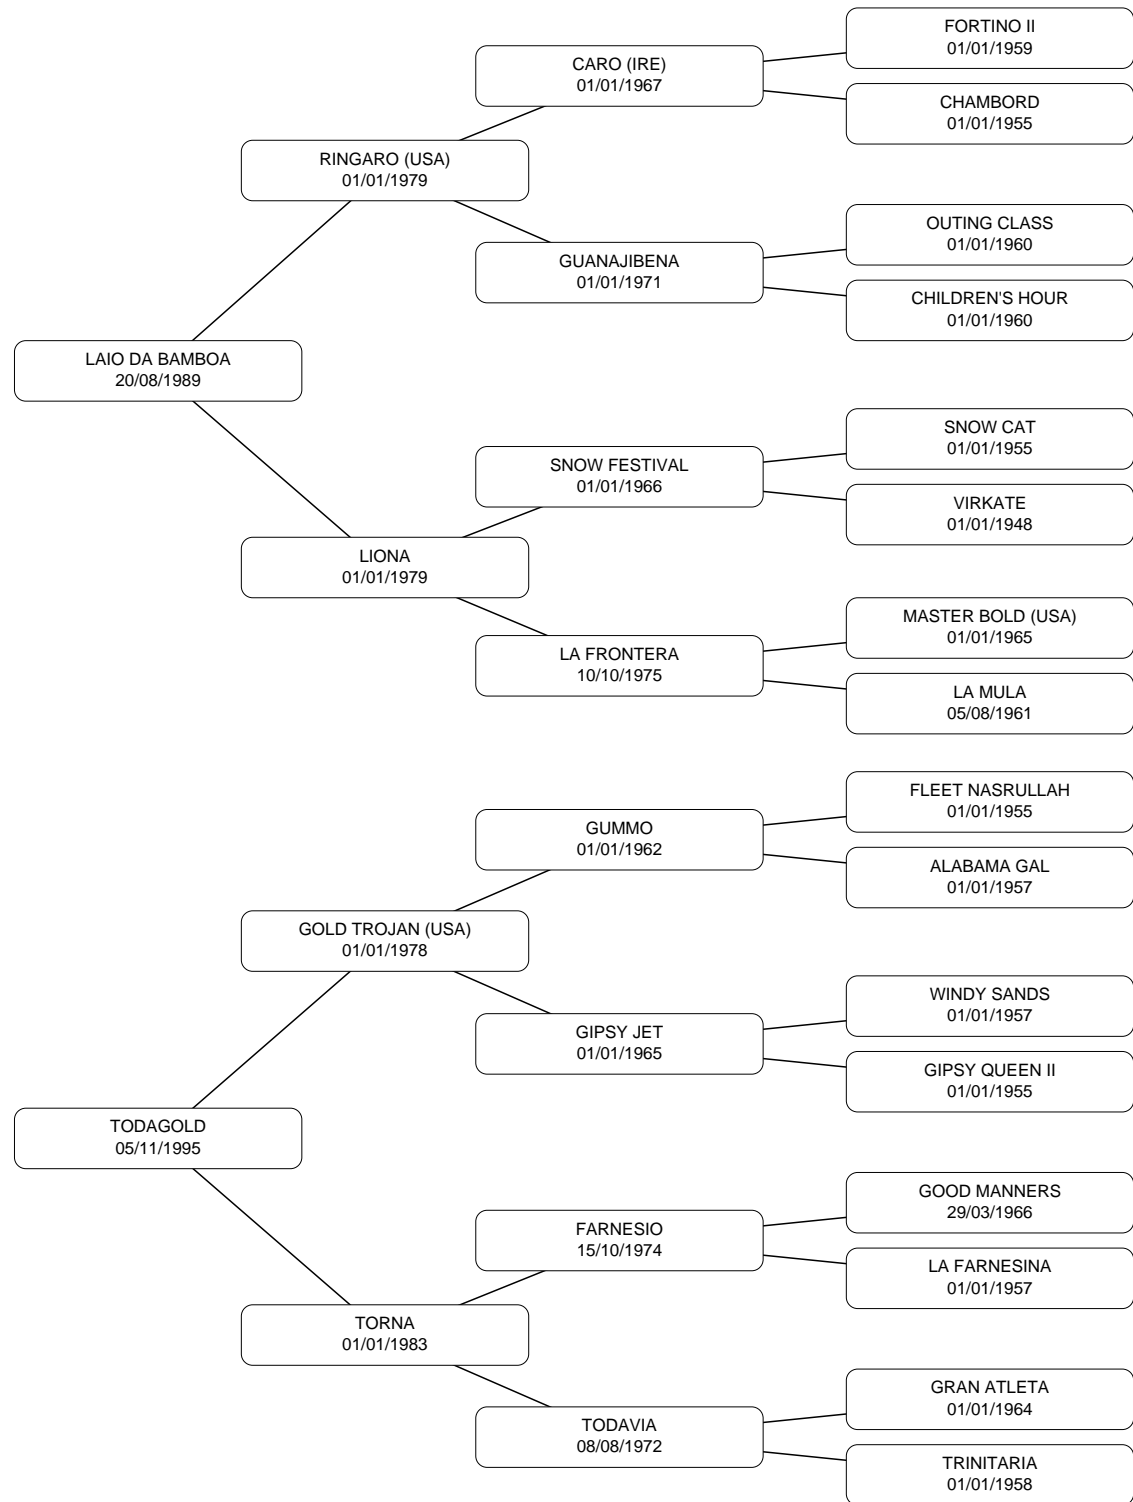 FORTINO II
01/01/1959
CARO (IRE)
01/01/1967
CHAMBORD
01/01/1955
RINGARO (USA)
01/01/1979
OUTING CLASS
01/01/1960
GUANAJIBENA
01/01/1971
CHILDREN'S HOUR
01/01/1960
LAIO DA BAMBOA
20/08/1989
SNOW CAT
01/01/1955
SNOW FESTIVAL
01/01/1966
VIRKATE
01/01/1948
LIONA
01/01/1979
MASTER BOLD (USA)
01/01/1965
LA FRONTERA
10/10/1975
LA MULA
05/08/1961
FLEET NASRULLAH
01/01/1955
GUMMO
01/01/1962
ALABAMA GAL
01/01/1957
GOLD TROJAN (USA)
01/01/1978
WINDY SANDS
01/01/1957
GIPSY JET
01/01/1965
GIPSY QUEEN II
01/01/1955
TODAGOLD
05/11/1995
GOOD MANNERS
29/03/1966
FARNESIO
15/10/1974
LA FARNESINA
01/01/1957
TORNA
01/01/1983
GRAN ATLETA
01/01/1964
TODAVIA
08/08/1972
TRINITARIA
01/01/1958